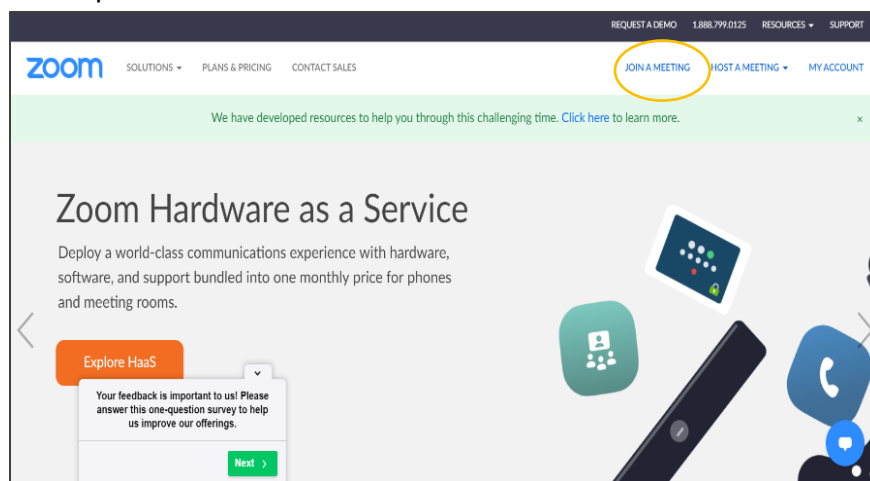 REQUEST A DEMO 1.888.799.0125 RESOURCES SUPPORT
zoom SOLUTIONS PLANS & PRICING CONTACT SALES JOIN A MEETING HOST A MEETING MY ACCOUNT
We have developed resources to help you through this challenging time. Click here to learn more. x
Zoom Hardware as a Service
Deploy a world-class communications experience with hardware,
software, and support bundled into one monthly price for phones
and meeting rooms.
Explore HaaS
Your feedback is important to us! Please
answer this one-question survey to help
us improve our offerings.
Next >